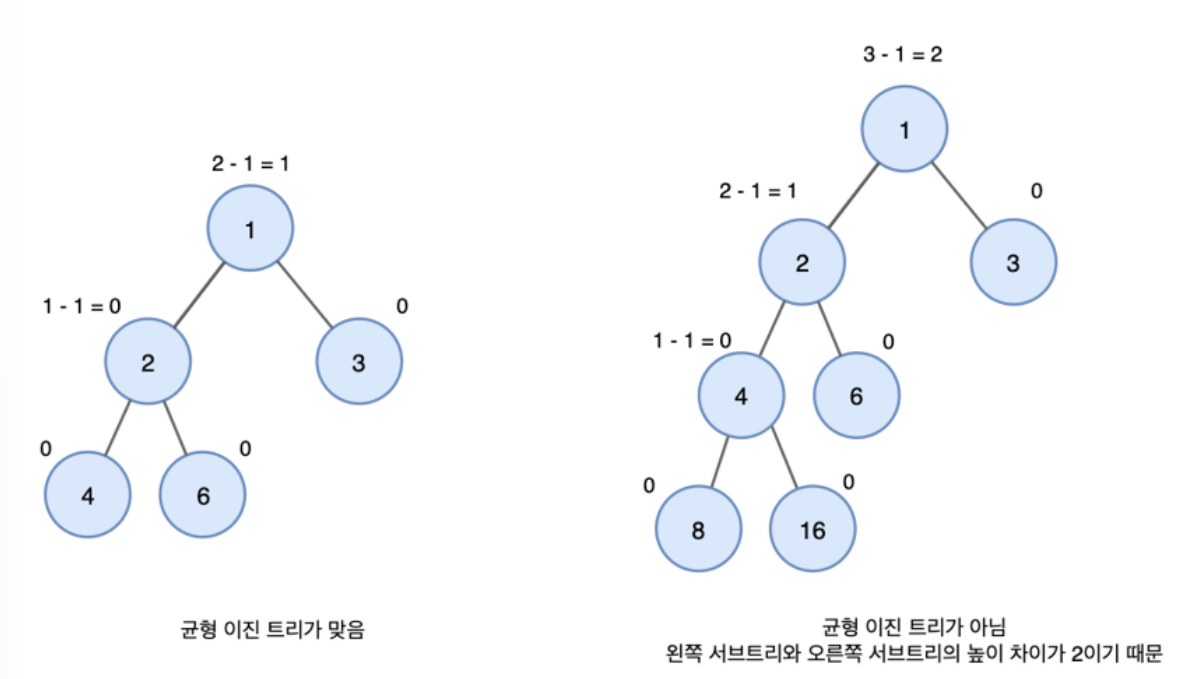 2 - 1 = 1
1
1 - 1 = 0
0
2
3
0
0
4
6
균형 이진 트리가 맞음
3 - 1 = 2
1
2 - 1 = 1
0
2
3
1 - 1 = 0
0
4
6
0
0
8
16
균형 이진 트리가 아님
왼쪽 서브트리와 오른쪽 서브트리의 높이 차이가 2이기 때문